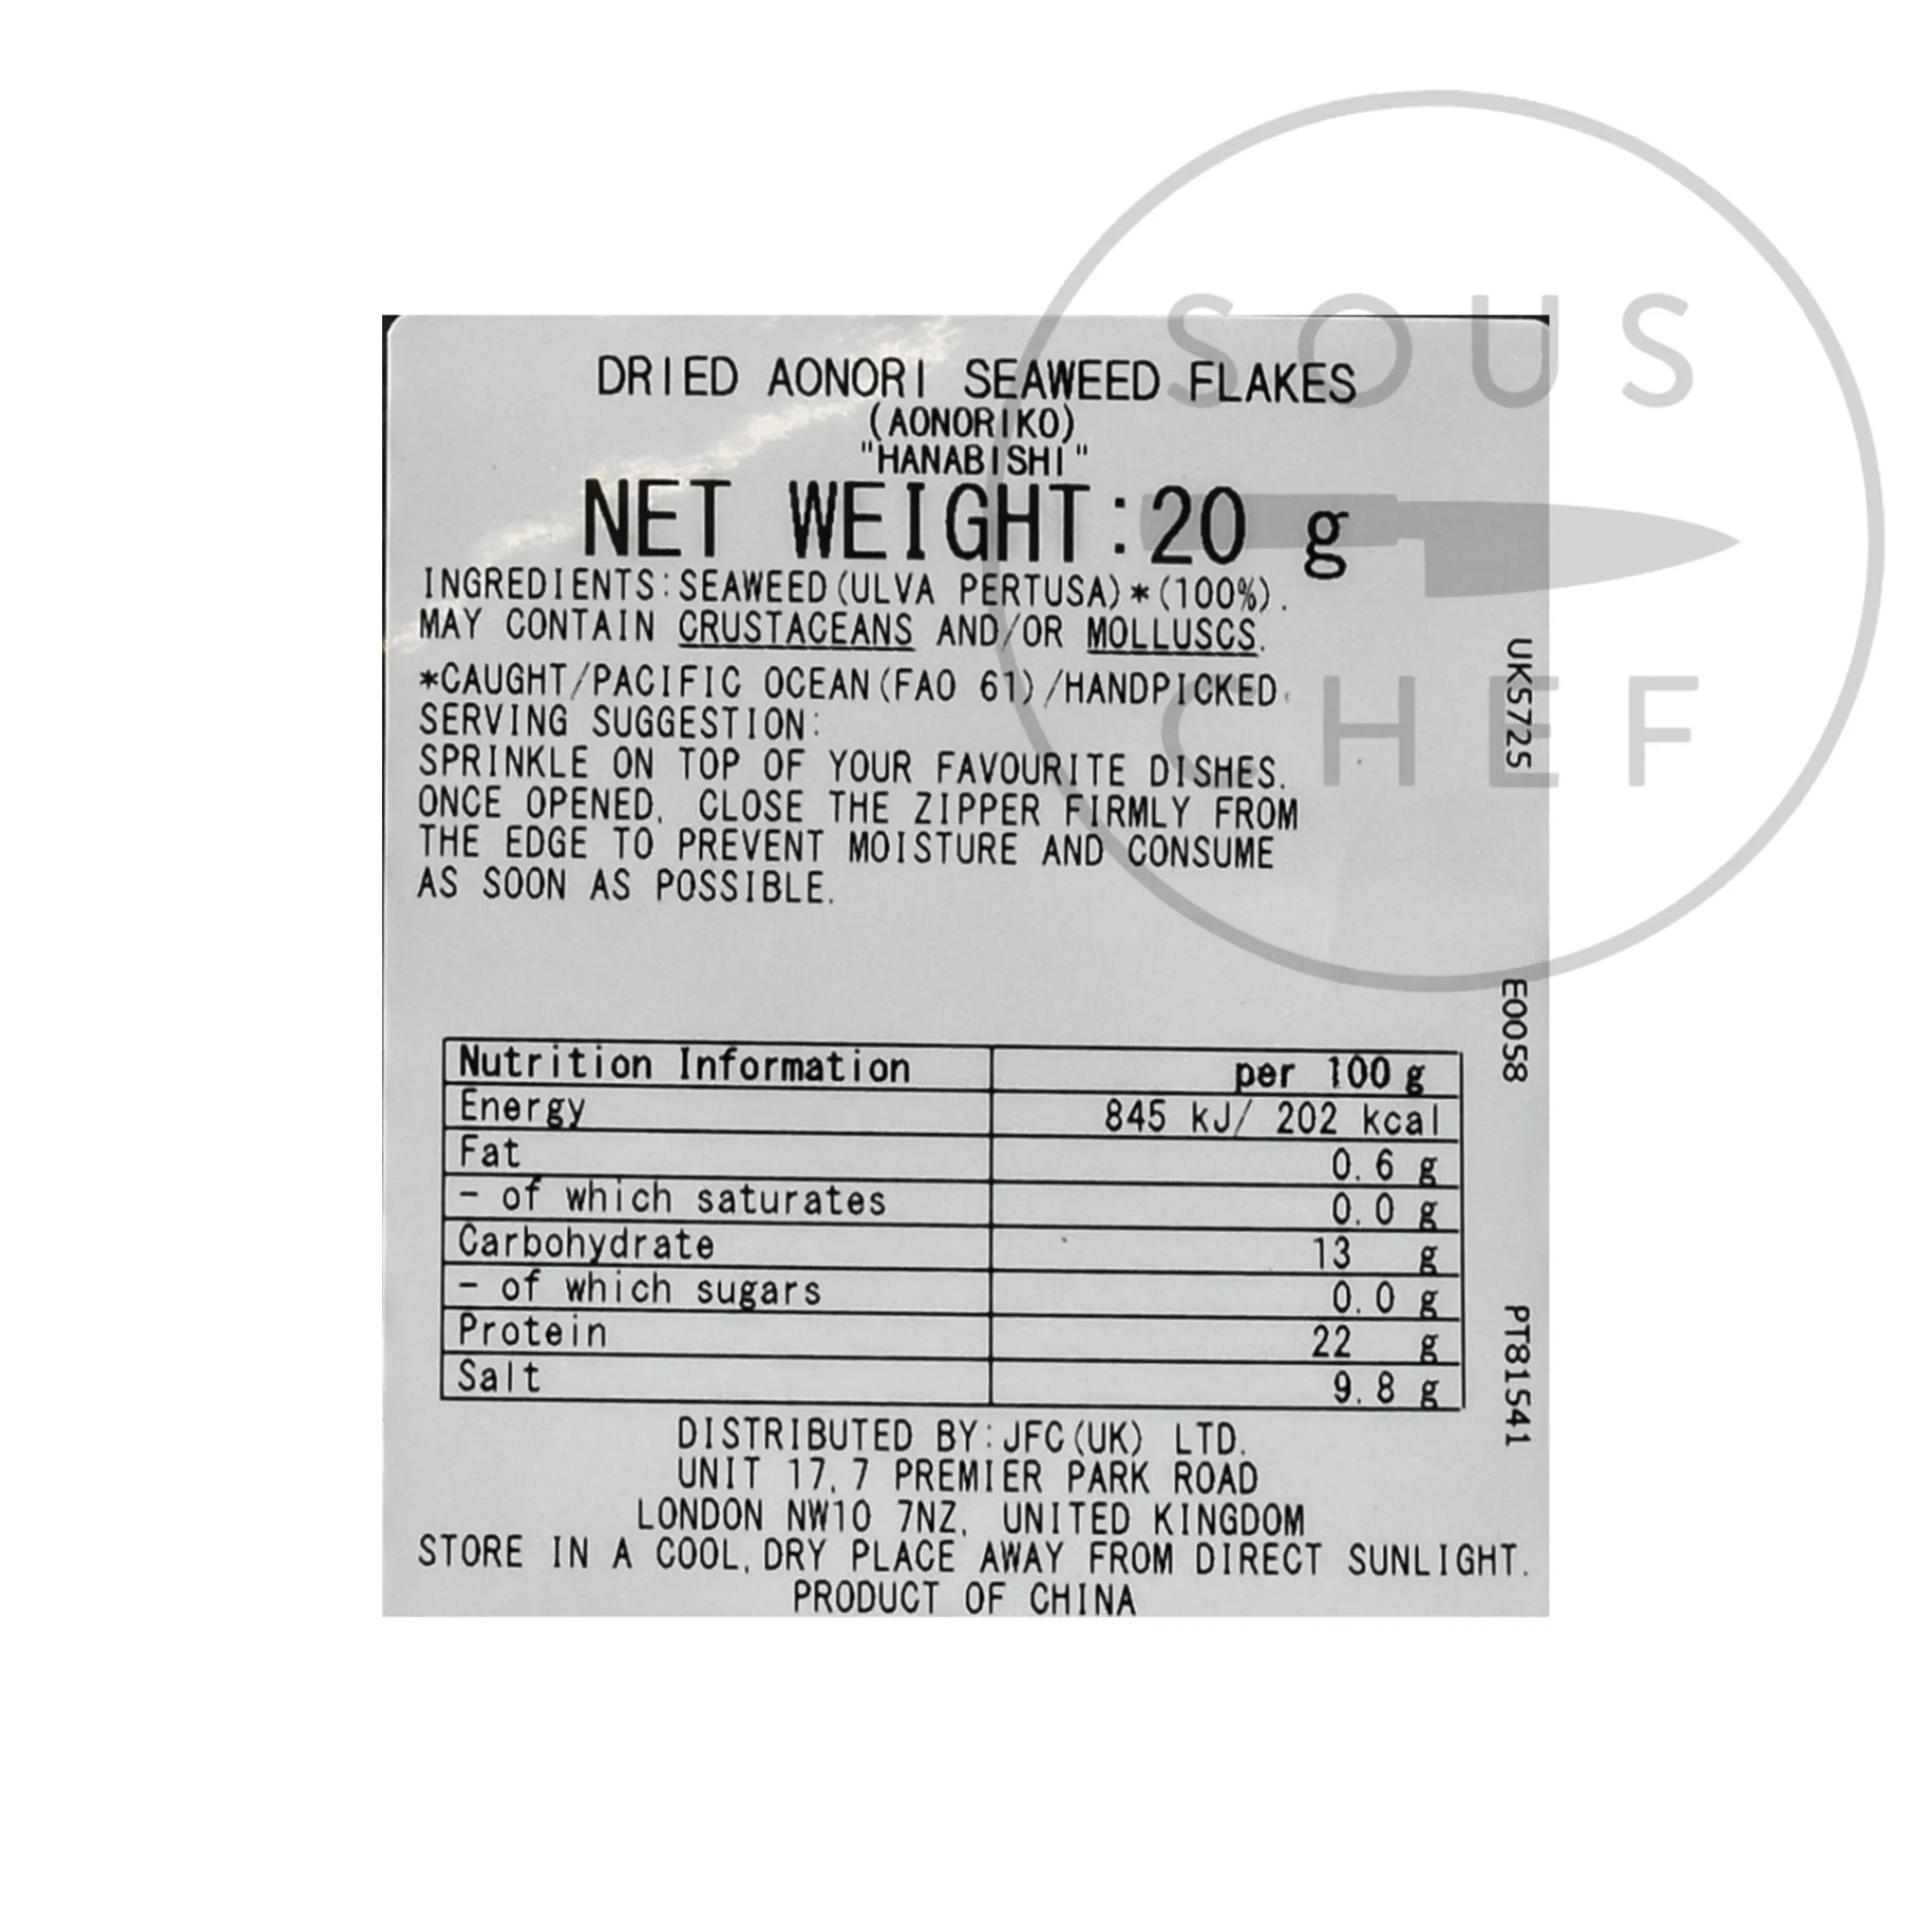 SOUS
CHEF
DRIED AONORI SEAWEED FLAKES
(AONORIKO)
"HANABISHI"
NET WEIGHT:20 g
INGREDIENTS:SEAWEED(ULVA PERTUSA)*(100%).
MAY CONTAIN CRUSTACEANS AND/OR MOLLUSCS.
*CAUGHT/PACIFIC OCEAN(FAO 61)/HANDPICKED.
SERVING SUGGESTION:
SPRINKLE ON TOP OF YOUR FAVOURITE DISHES.
ONCE OPENED, CLOSE THE ZIPPER FIRMLY FROM
THE EDGE TO PREVENT MOISTURE AND CONSUME
AS SOON AS POSSIBLE.
Nutrition Information per 100 g
Energy 845 kJ/ 202 kcal
Fat 0.6 g
- of which saturates 0.0 g
Carbohydrate 13 g
- of which sugars 0.0 g
Protein 22 g
Salt 9.8 g
DISTRIBUTED BY:JFC(UK) LTD.
UNIT 17,7 PREMIER PARK ROAD
LONDON NW10 7NZ, UNITED KINGDOM
STORE IN A COOL,DRY PLACE AWAY FROM DIRECT SUNLIGHT.
PRODUCT OF CHINA
UK5725
E0058
PT81541